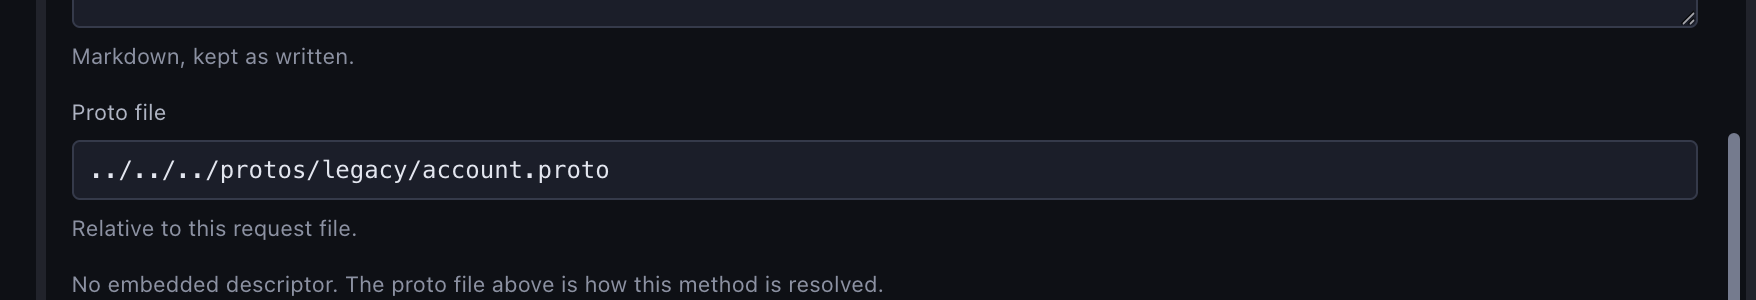 Markdown, kept as written.
Proto file
../../../protos/legacy/account.proto
Relative to this request file.
No embedded descriptor. The proto file above is how this method is resolved.